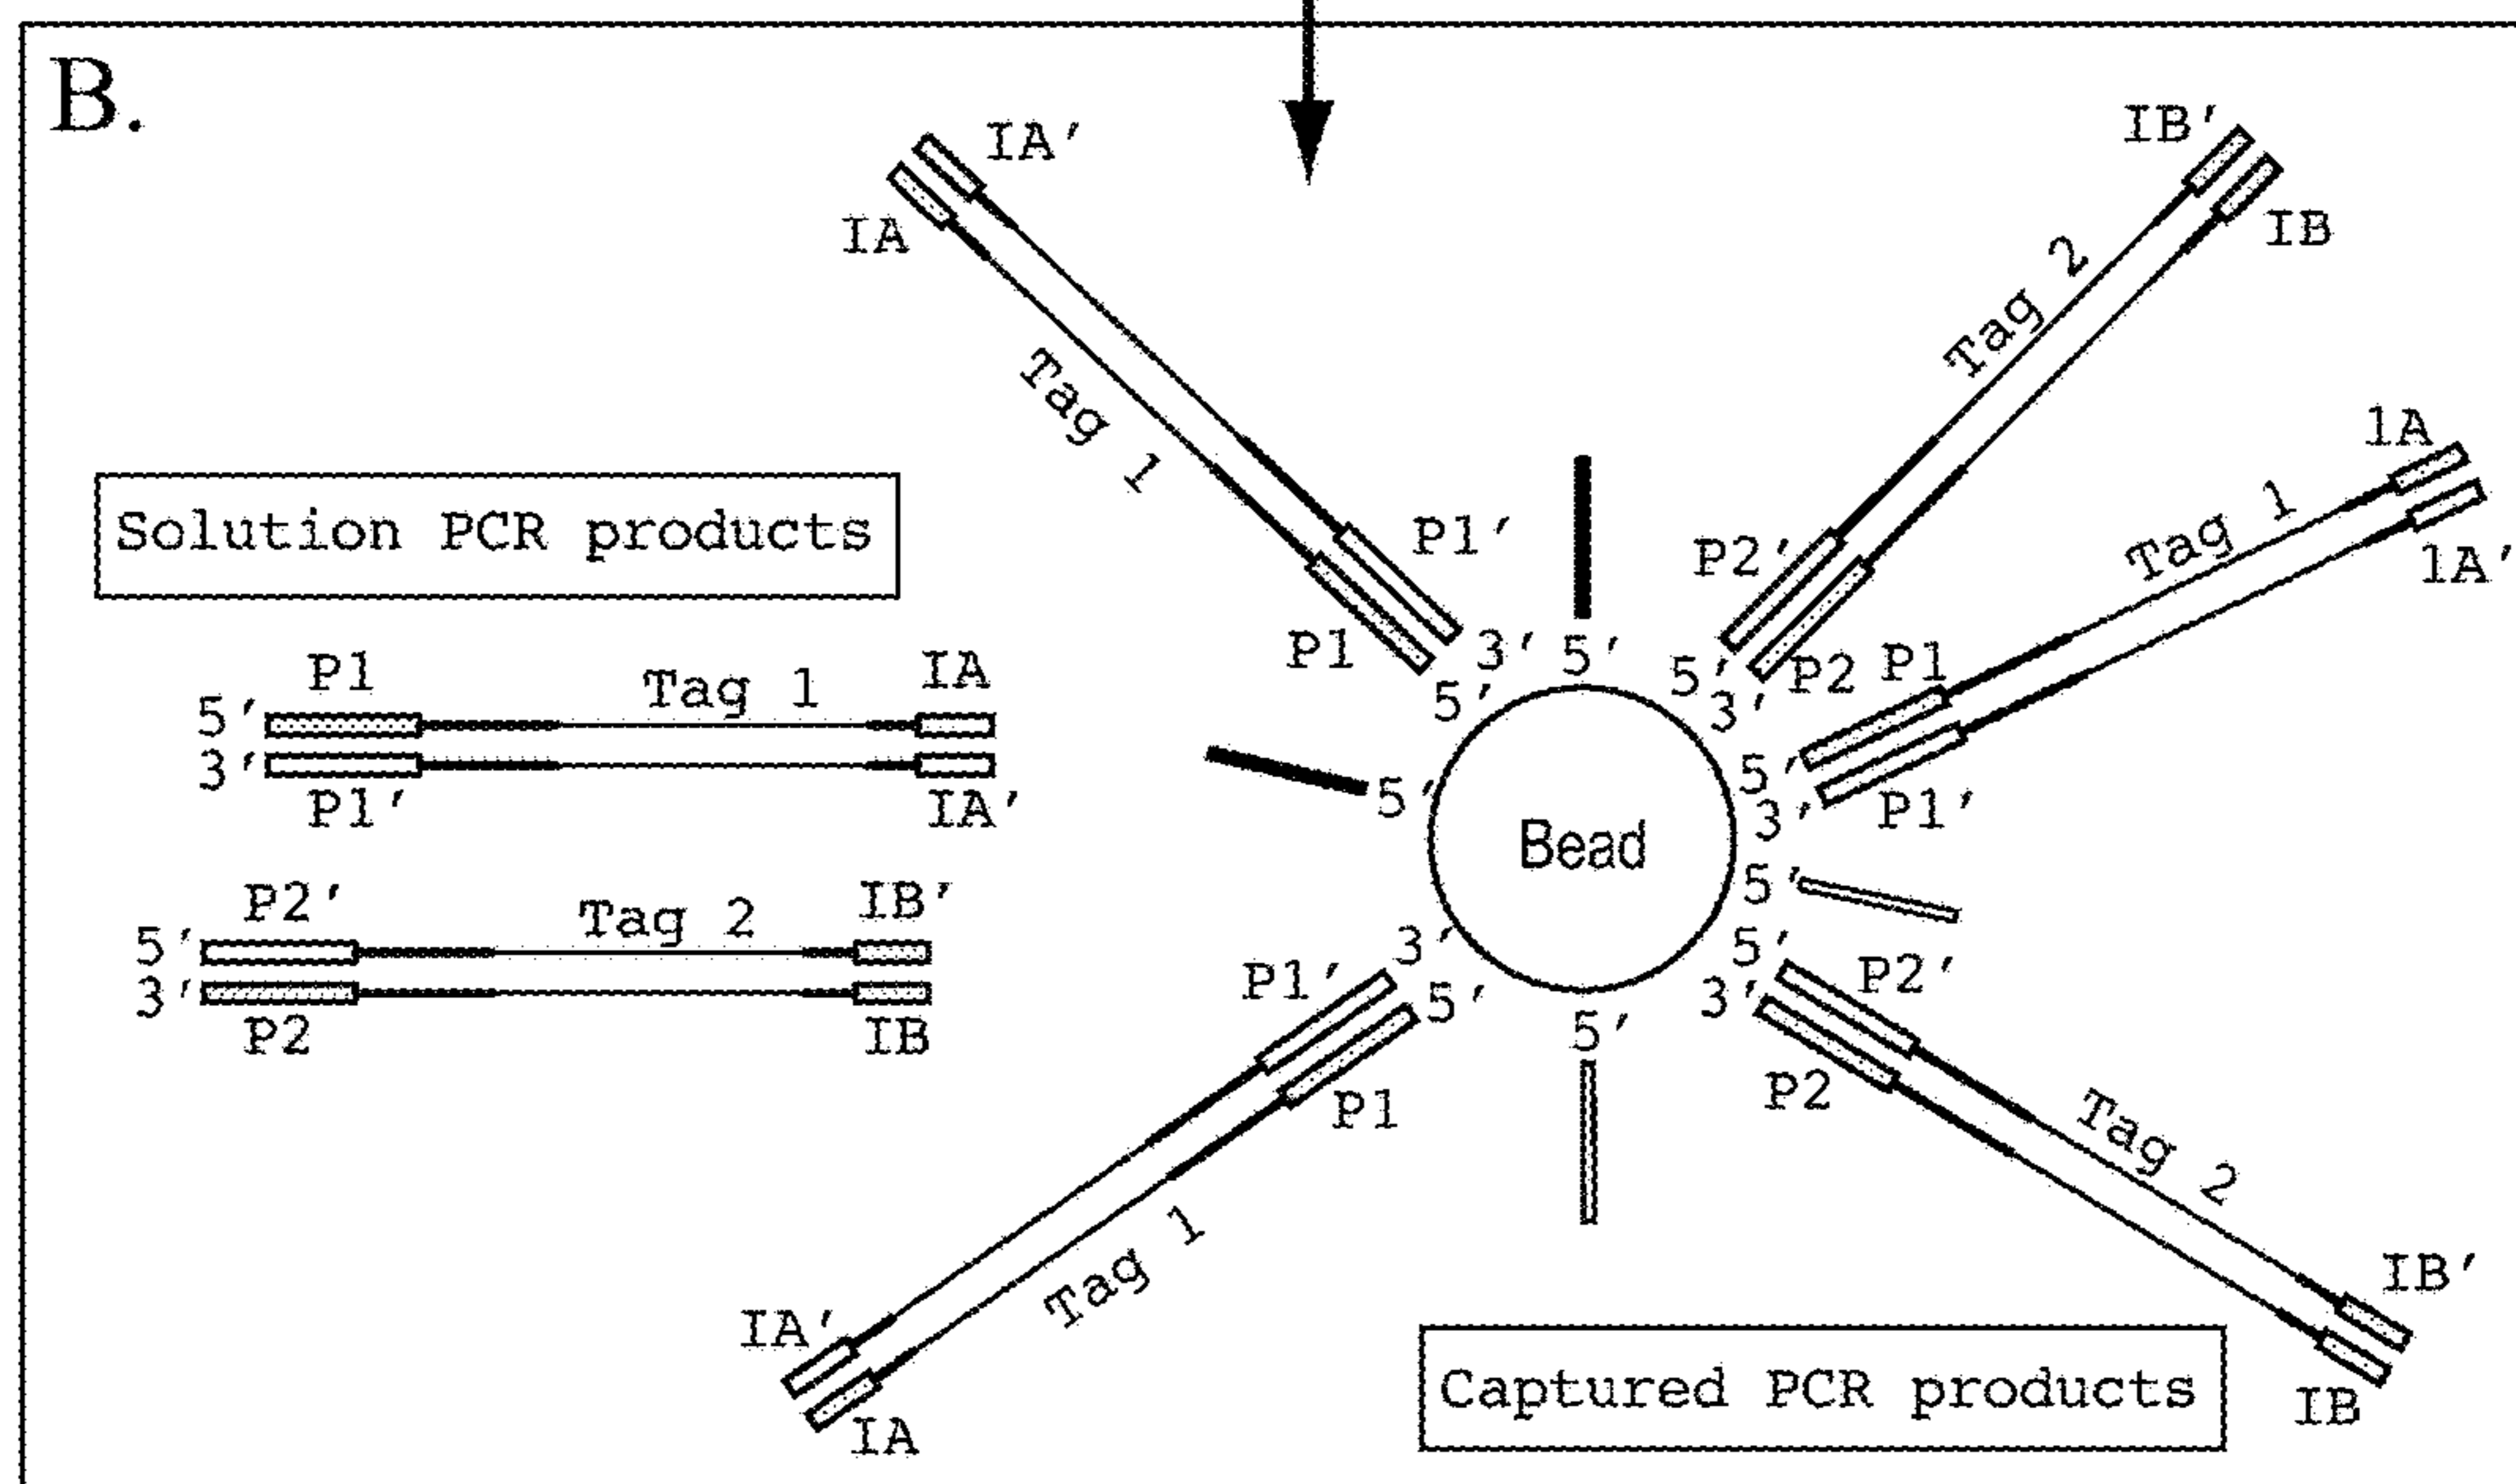 B.
IA'
IB'
IA
IB
Tag 2
1A
Tag 1
Tag 1
1A'
Solution PCR products
P1'
P2'
P1
3'
5'
5'
P2
P1
5'
3'
P1
Tag 1
IA
5'
5'
3'
3'
P1'
P1'
IA'
5'
Bead
5'
P2'
Tag 2
IB'
5'
3'
5'
P2'
P1'
3'
5'
3'
P2
IB
5'
P2
P1
Tag 2
Tag 1
IB'
IA'
Captured PCR products
IB
IA